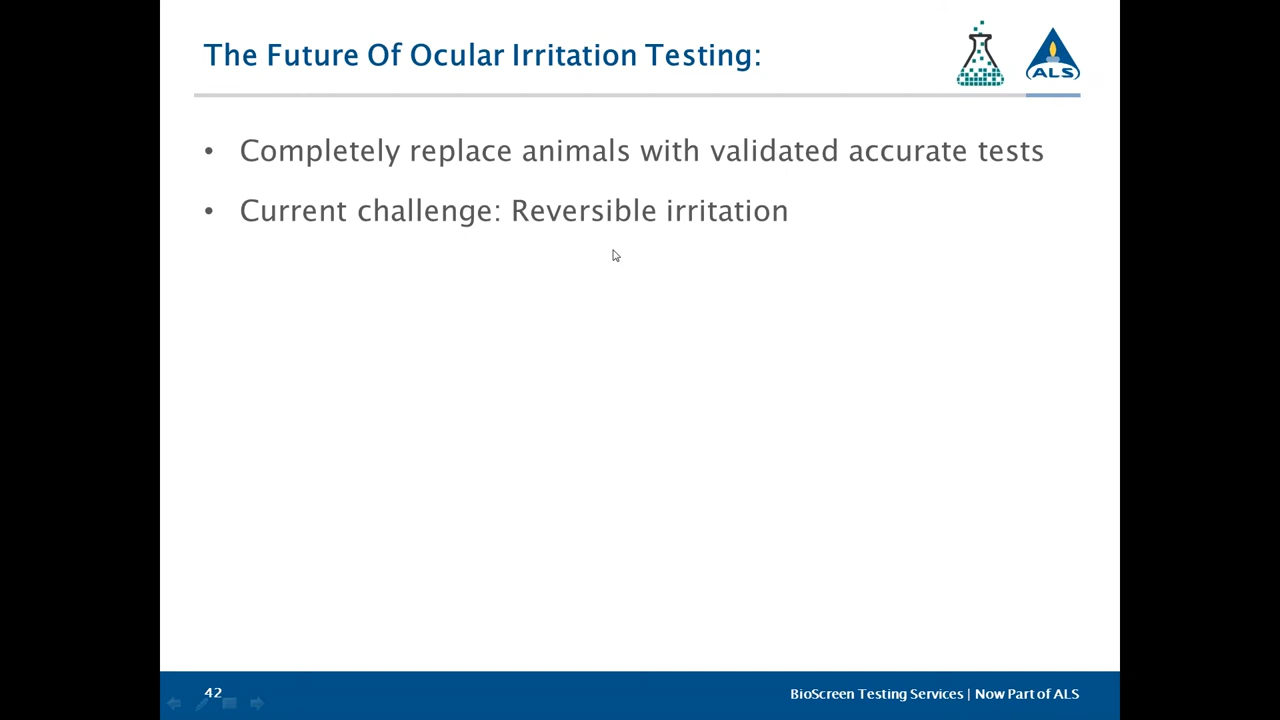 The Future Of Ocular Irritation Testing:
ALS
• Completely replace animals with validated accurate tests
• Current challenge: Reversible irritation
42
BioScreen Testing Services | Now Part of ALS